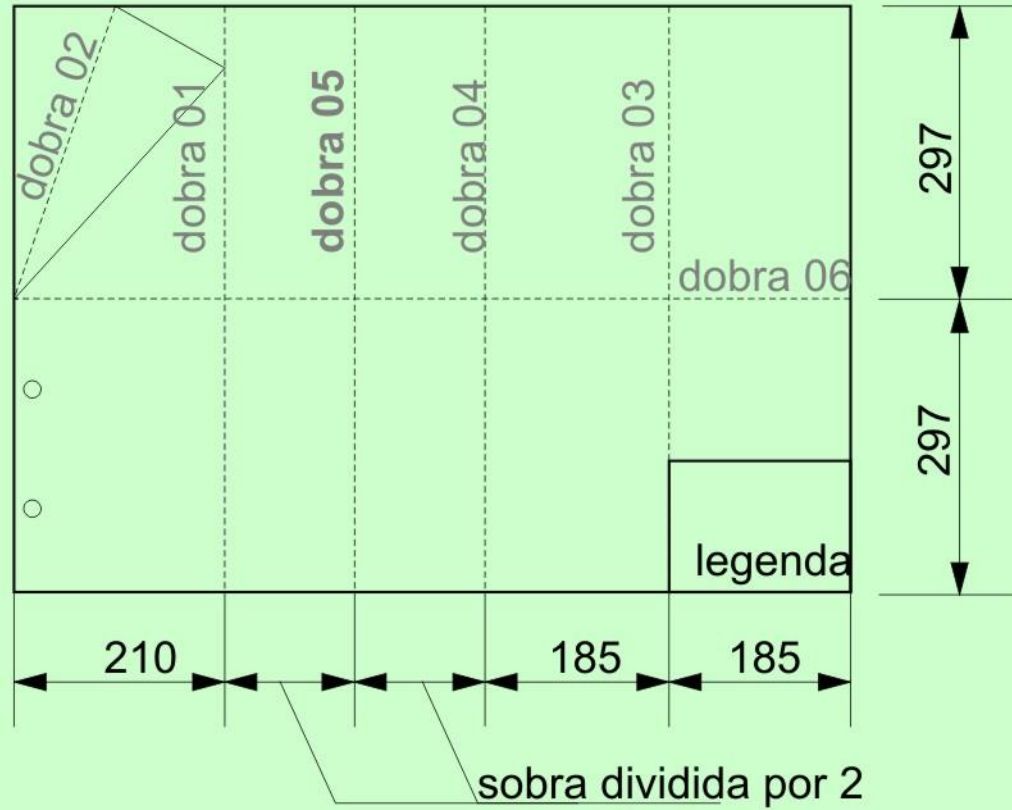 dobra 02
dobra 01
dobra 05
dobra 04
dobra 03
297
dobra 06
297
legenda
210
185
185
sobra dividida por 2